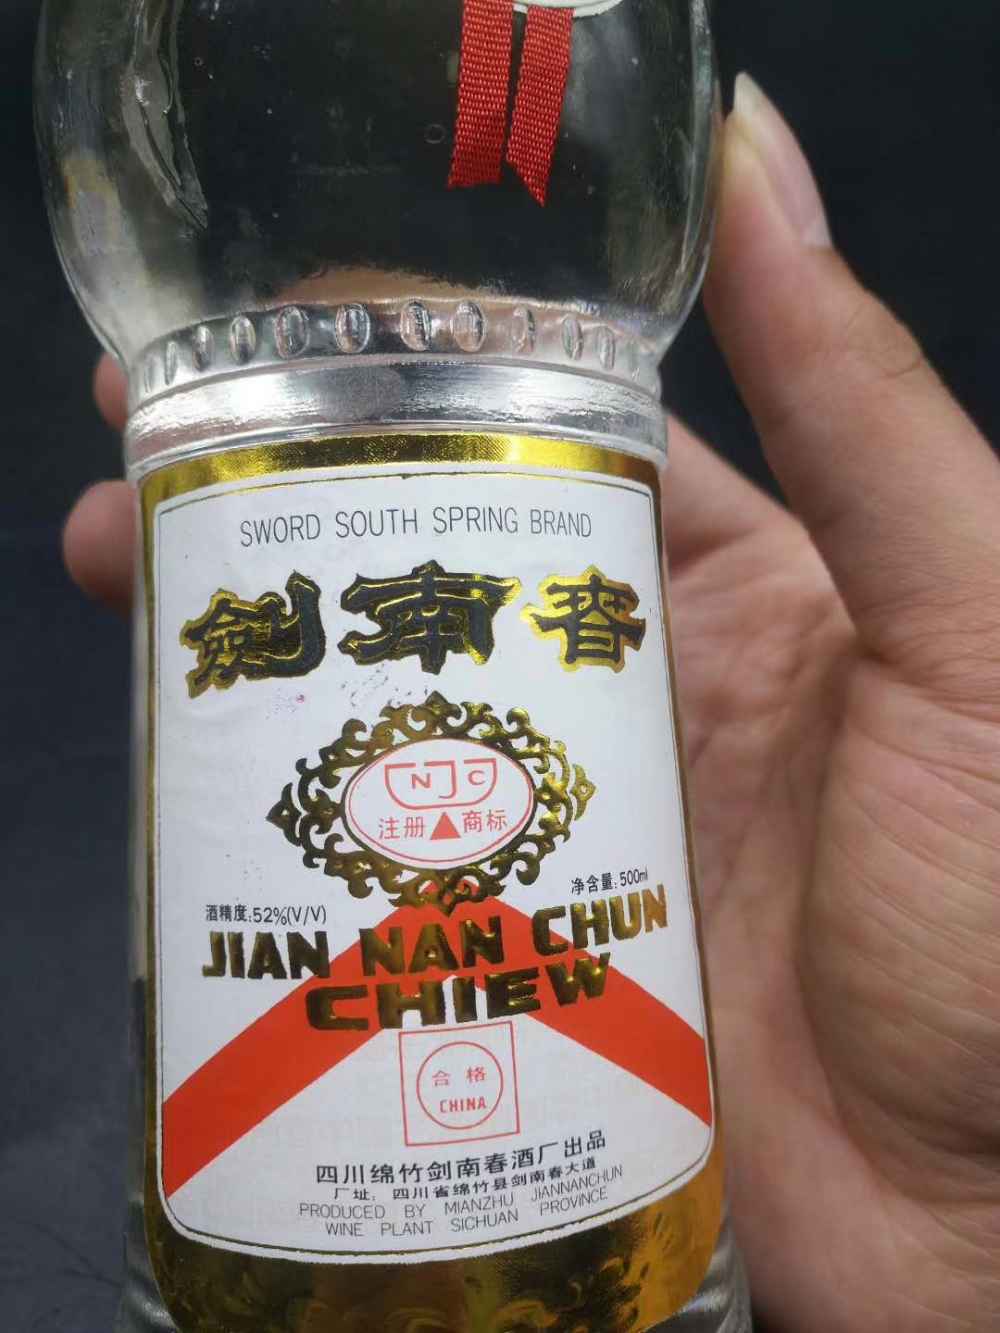 SWORD SOUTH SPRING BRAND
劍南春
NJC
注册 商标
净含量:500ml
酒精度:52%(V/V)
JIAN NAN CHUN
CHIEW
合格
CHINA
四川绵竹剑南春酒厂出品
厂址:四川省绵竹县剑南春大道
PRODUCED BY MIANZHU JIANNANCHUN
WINE PLANT SICHUAN PROVINCE